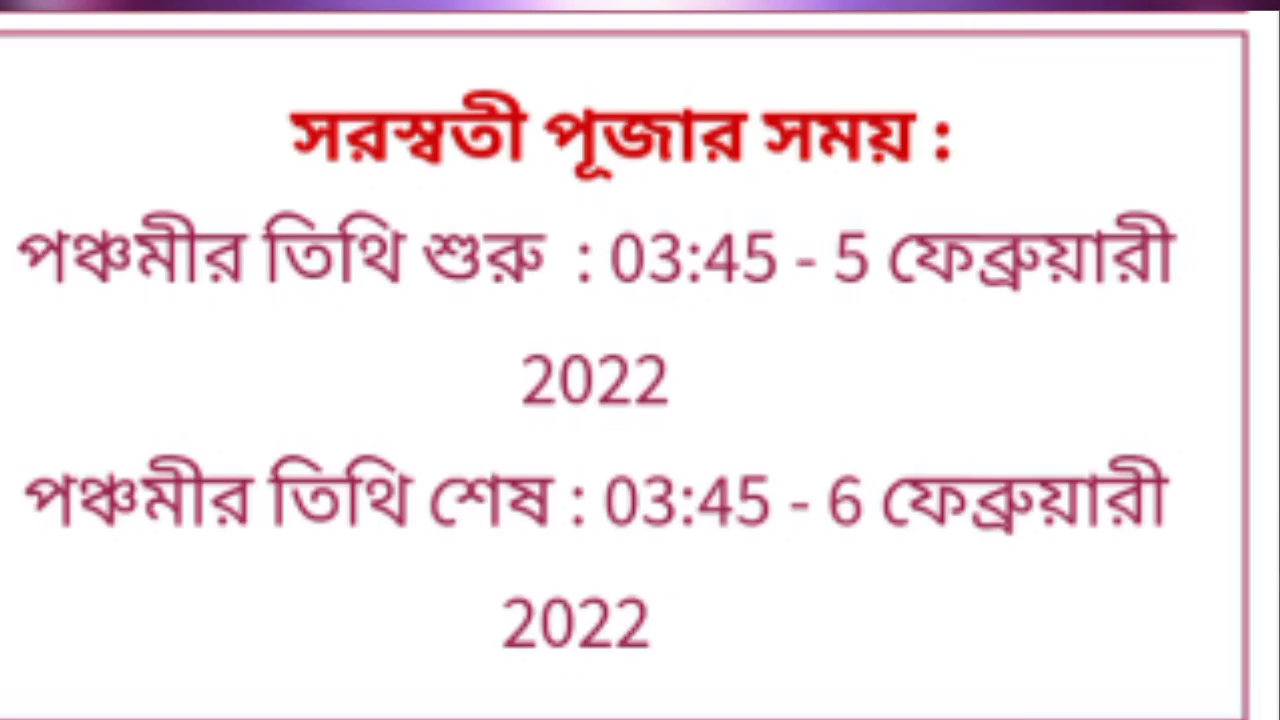 সরস্বতী পূজার সময় :
পঞ্চমীর তিথি শুরু : 03:45 - 5 ফেব্রুয়ারী
2022
পঞ্চমীর তিথি শেষ : 03:45 - 6 ফেব্রুয়ারী
2022